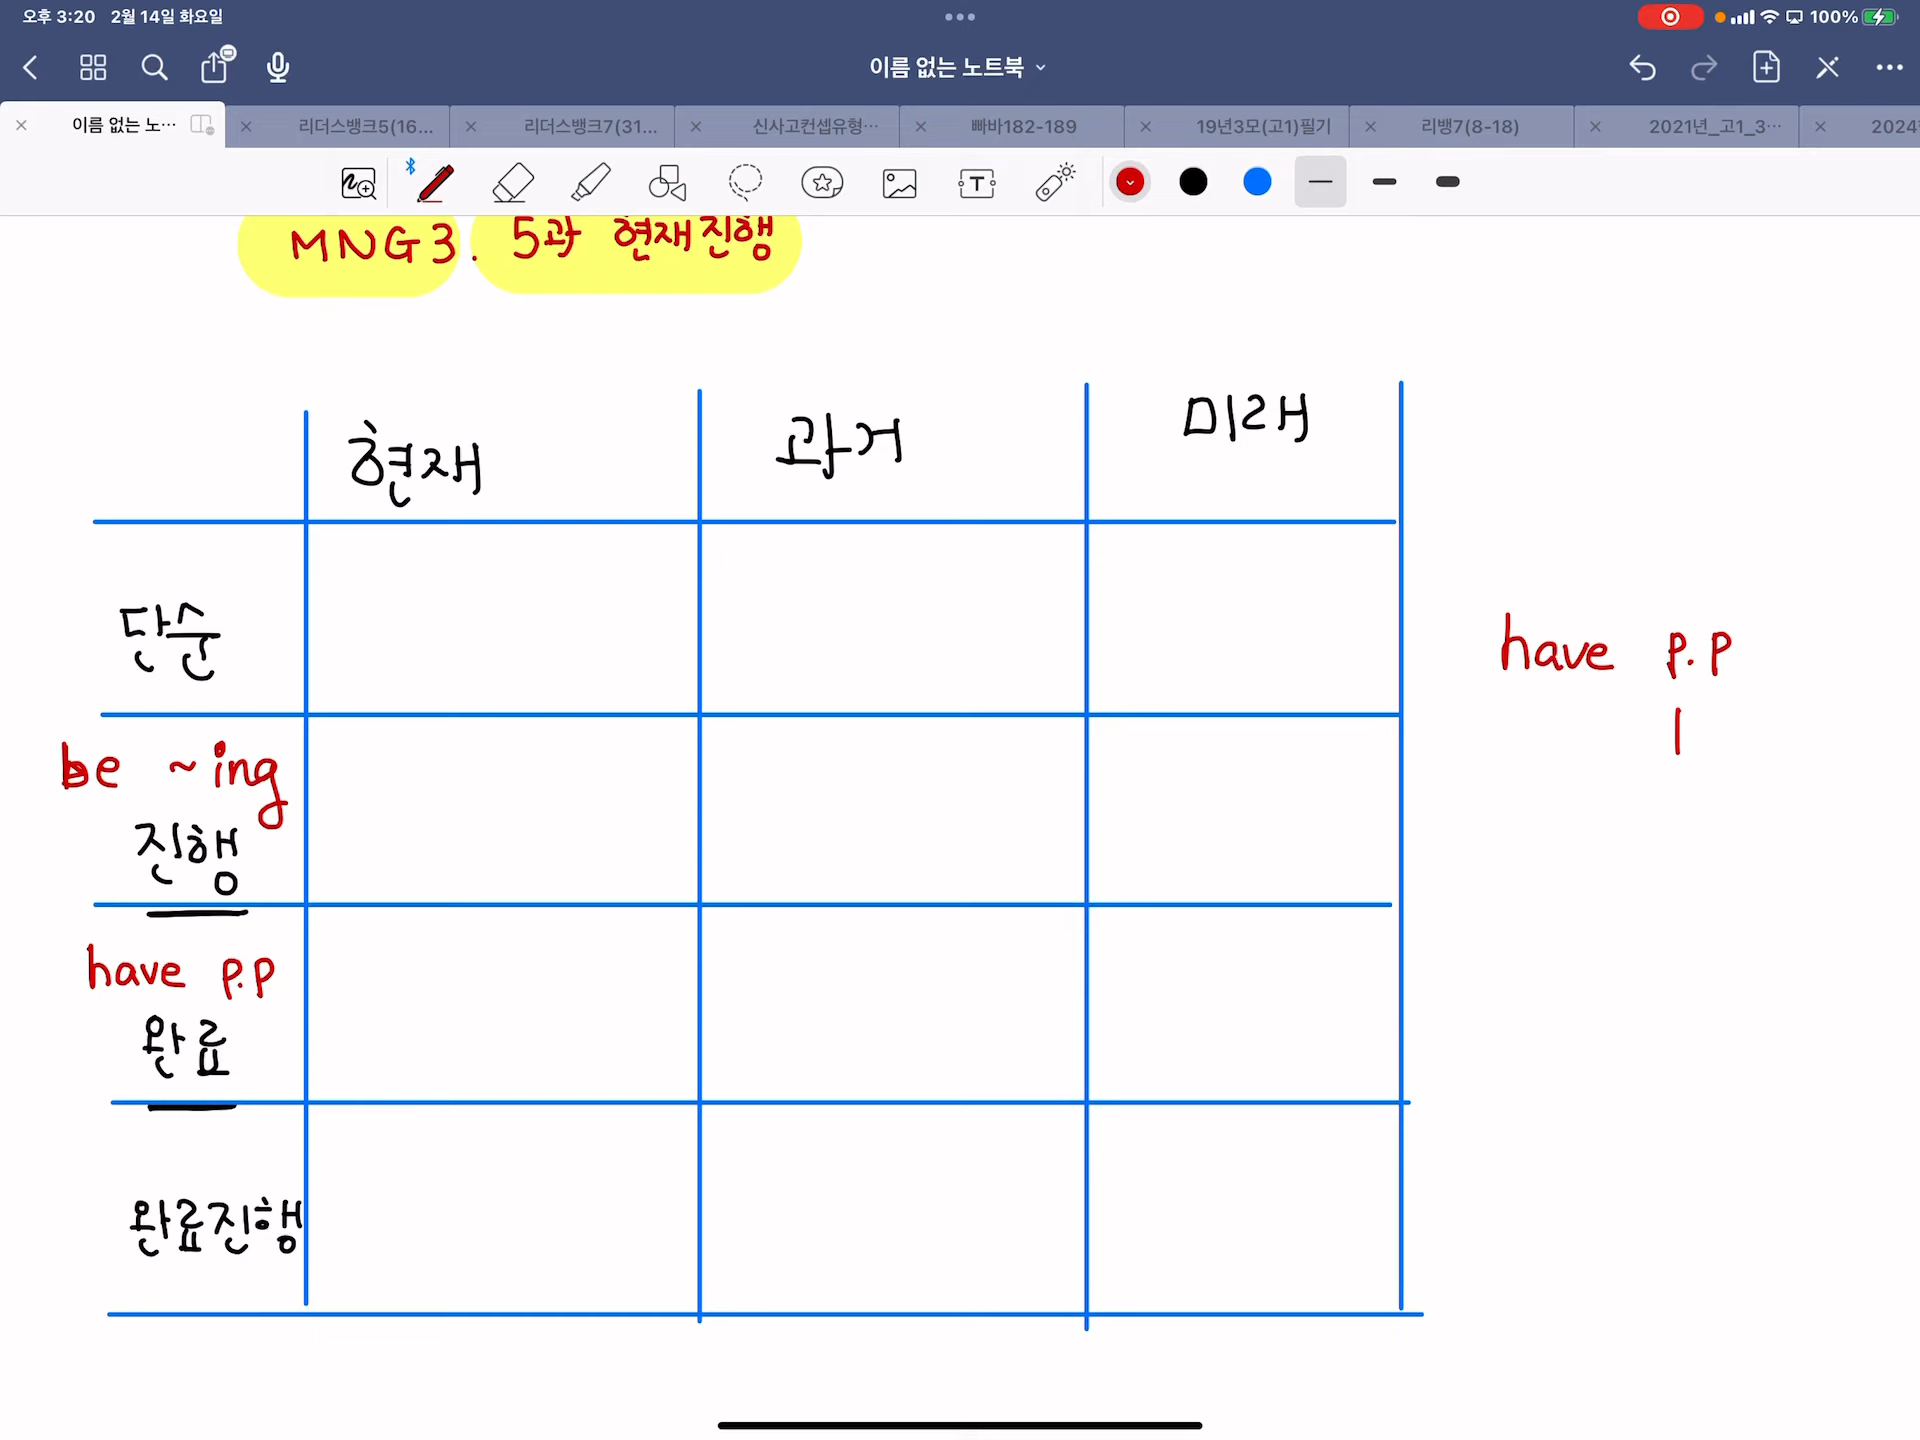 오후 3:20 2월 14일 화요일
100%
이름 없는 노트북
이름 없는 노…
리더스뱅크5(16...
리더스뱅크7(31...
신사고컨셉유형…
빠바182-189
19년3모(고1)필기
리뱅7(8-18)
2021년_고1_3…
2024
MNG3. 5과 현재진행
현재 과거 미래
단순
have p.p
be ~ing
진행
have p.p
완료
완료진행